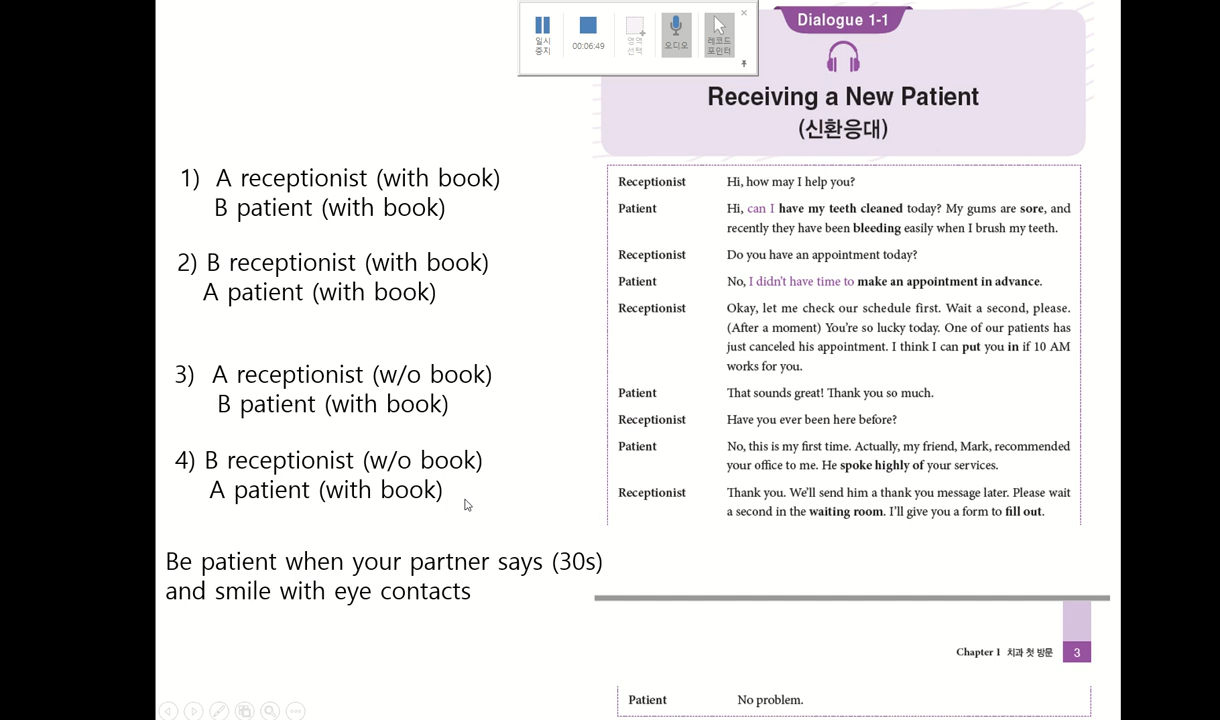 일시
중지
00:06:49
영역
선택
오디오
레코드
포인터
Dialogue 1-1
Receiving a New Patient
(신환응대)
1) A receptionist (with book)
B patient (with book)
2) B receptionist (with book)
A patient (with book)
3) A receptionist (w/o book)
B patient (with book)
4) B receptionist (w/o book)
A patient (with book)
Be patient when your partner says (30s)
and smile with eye contacts
Receptionist Hi, how may I help you?
Patient Hi, can I have my teeth cleaned today? My gums are sore, and
recently they have been bleeding easily when I brush my teeth.
Receptionist Do you have an appointment today?
Patient No, I didn't have time to make an appointment in advance.
Receptionist Okay, let me check our schedule first. Wait a second, please.
(After a moment) You're so lucky today. One of our patients has
just canceled his appointment. I think I can put you in if 10 AM
works for you.
Patient That sounds great! Thank you so much.
Receptionist Have you ever been here before?
Patient No, this is my first time. Actually, my friend, Mark, recommended
your office to me. He spoke highly of your services.
Receptionist Thank you. We'll send him a thank you message later. Please wait
a second in the waiting room. I'll give you a form to fill out.
Chapter 1 치과 첫 방문 3
Patient No problem.